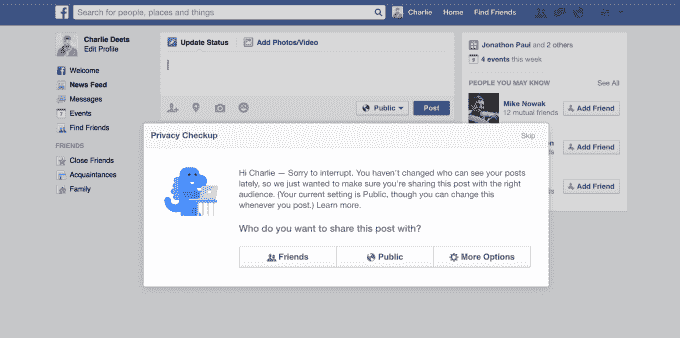 f
Search for people, places and things
Charlie Home Find Friends
Charlie Deets
Edit Profile
Welcome
News Feed
Messages
Events
Find Friends
FRIENDS
Close Friends
Acquaintances
Family
Update Status Add Photos/Video
Public Post
Jonathon Paul and 2 others
4 events this week
PEOPLE YOU MAY KNOW See All
Mike Nowak
12 mutual friends
Add Friend
Add Friend
Add Friend
Privacy Checkup Skip
Hi Charlie — Sorry to interrupt. You haven't changed who can see your posts
lately, so we just wanted to make sure you're sharing this post with the right
audience. (Your current setting is Public, though you can change this
whenever you post.) Learn more.
Who do you want to share this post with?
Friends Public More Options